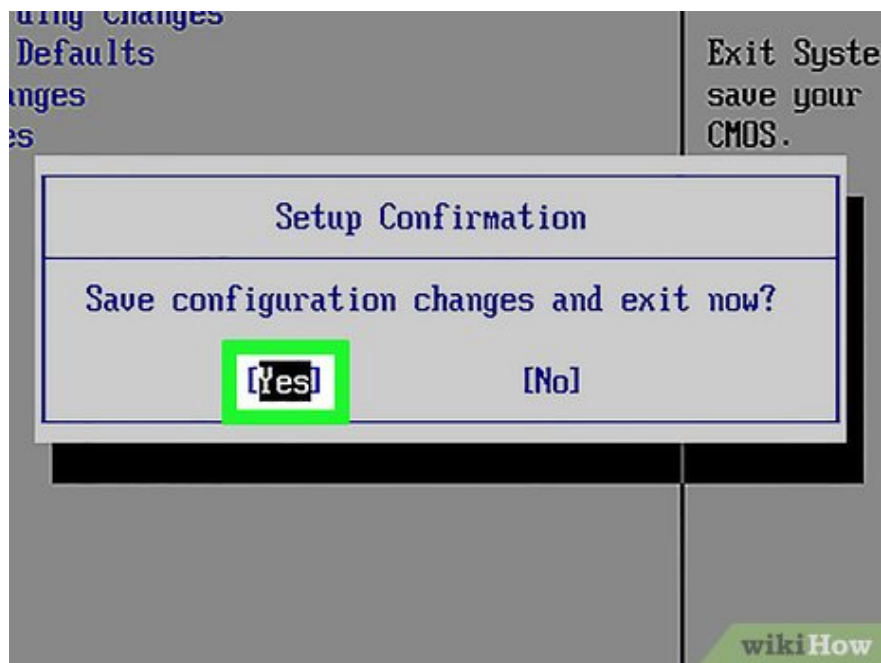 Defaults
Exit Syste
save your
CMOS.
Setup Confirmation
Save configuration changes and exit now?
[Yes] [No]
wikiHow